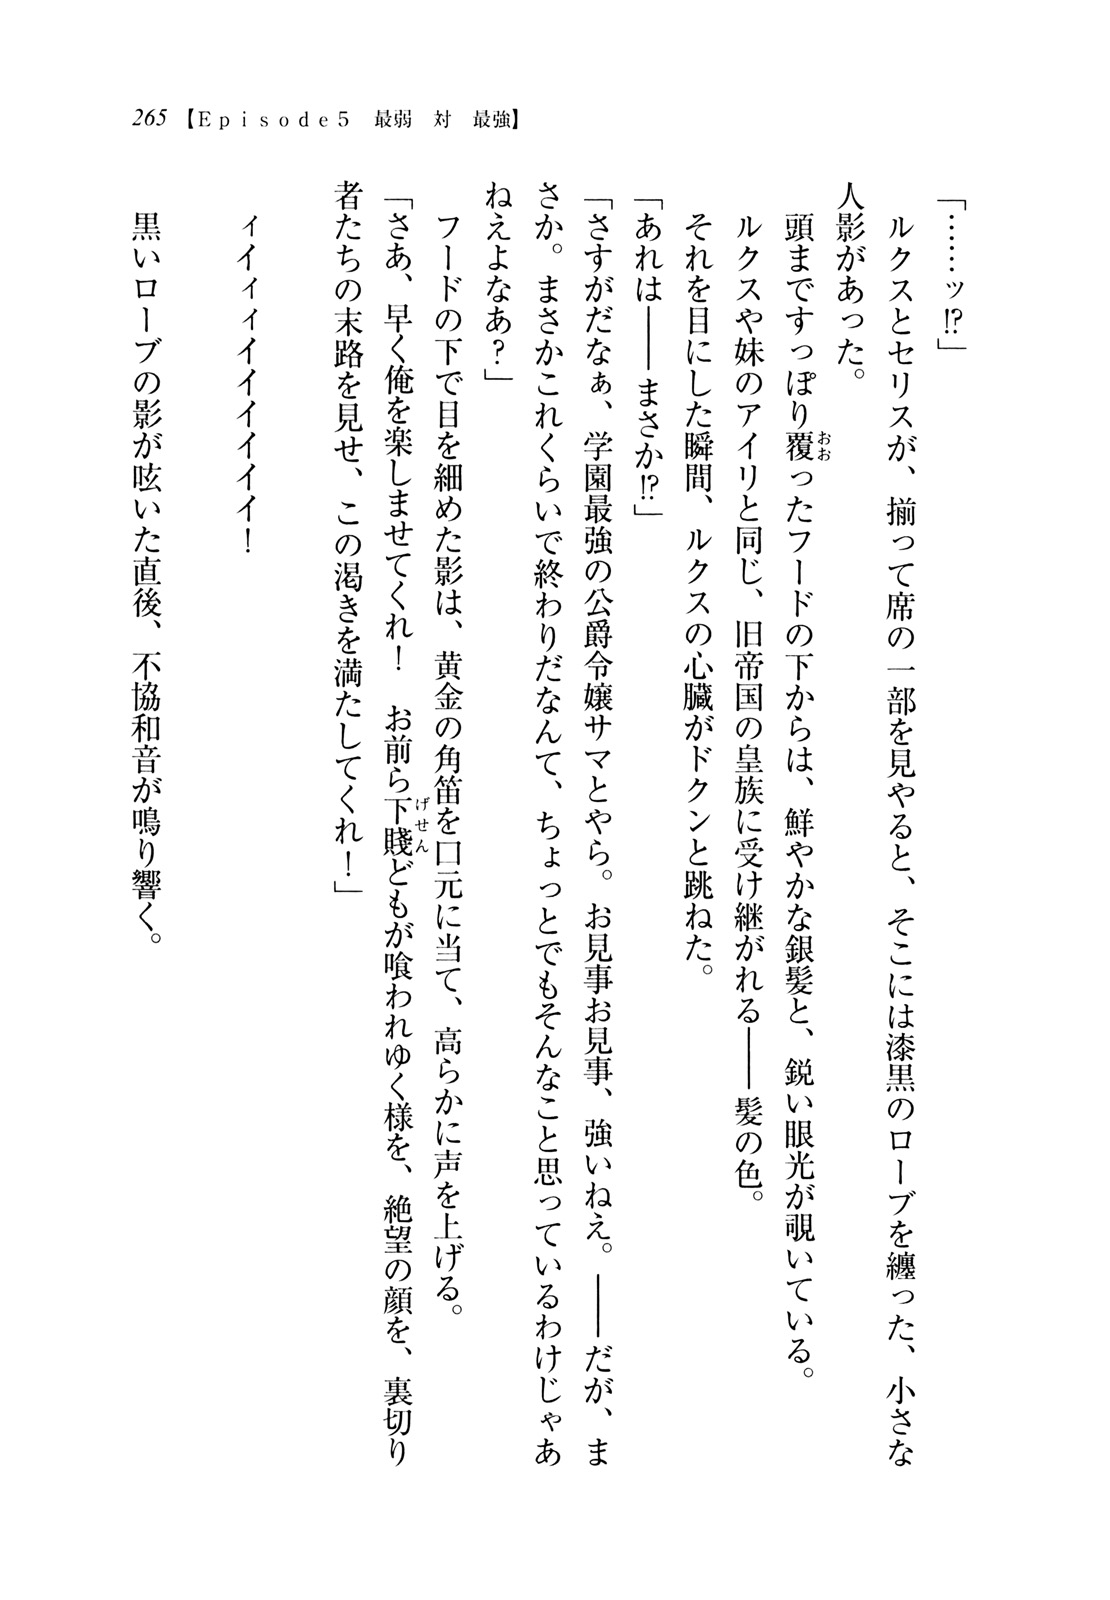 265【Ｅｐｉｓｏｄｅ５　最弱　対　最強】
「……ッ!?」
　ルクスとセリスが、揃って席の一部を見やると、そこには漆黒のローブを纏った、小さな
人影があった。
　頭まですっぽり覆ったフードの下からは、鮮やかな銀髪と、鋭い眼光が覗いている。
　ルクスや妹のアイリと同じ、旧帝国の皇族に受け継がれる――髪の色。
　それを目にした瞬間、ルクスの心臓がドクンと跳ねた。
「あれは――まさか!?」
「さすがだなぁ、学園最強の公爵令嬢サマとやら。お見事お見事、強いねえ。――だが、ま
さか。まさかこれくらいで終わりだなんて、ちょっとでもそんなこと思っているわけじゃあ
ねえよなあ？」
　フードの下で目を細めた影は、黄金の角笛を口元に当て、高らかに声を上げる。
「さあ、早く俺を楽しませてくれ！　お前ら下賤どもが喰われゆく様を、絶望の顔を、裏切り
者たちの末路を見せ、この渇きを満たしてくれ！」
　ィイィィイイイイイイ！
　黒いローブの影が呟いた直後、不協和音が鳴り響く。
おお
げせん